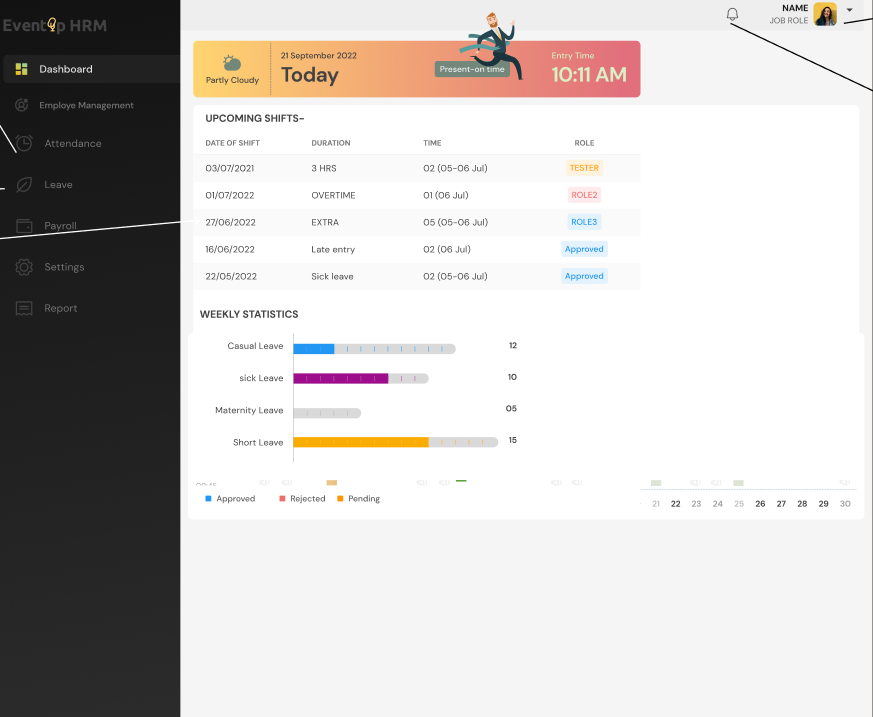 NAME
EventUp HRM
JOB ROLE
Dashboard
Employe Management
Attendance
Leave
Payroll
Settings
Report
21 September 2022
Today
Partly Cloudy
Present-on time
Entry Time
10:11 AM
UPCOMING SHIFTS-
DATE OF SHIFT DURATION TIME ROLE
03/07/2021 3 HRS 02 (05-06 Jul) TESTER
01/07/2022 OVERTIME 01 (06 Jul) ROLE2
27/06/2022 EXTRA 05 (05-06 Jul) ROLE3
16/06/2022 Late entry 02 (06 Jul) Approved
22/05/2022 Sick leave 02 (05-06 Jul) Approved
WEEKLY STATISTICS
Casual Leave 12
sick Leave 10
Maternity Leave 05
Short Leave 15
Approved Rejected Pending
21 22 23 24 25 26 27 28 29 30